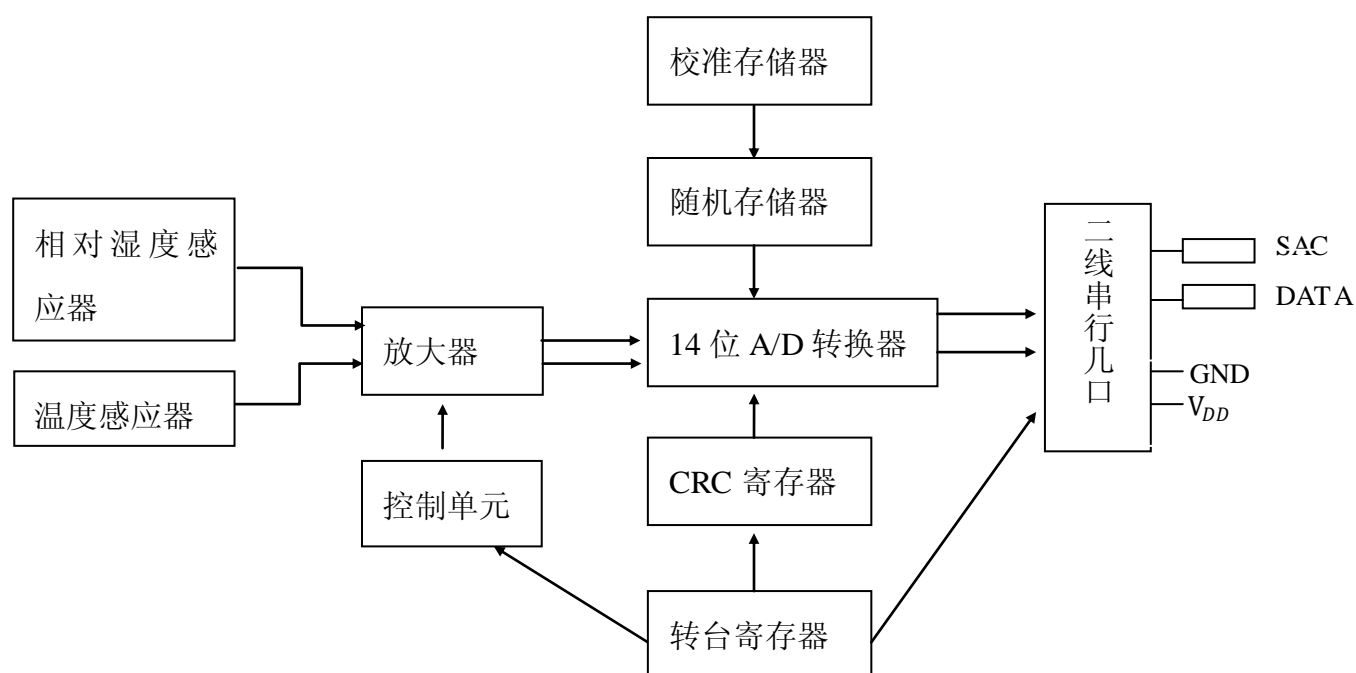 校准存储器
随机存储器
相对湿度感
应器
温度感应器
放大器
14 位 A/D 转换器
控制单元
CRC 寄存器
转台寄存器
二
线
串
行
几
口
SAC
DATA
GND
V_{DD}